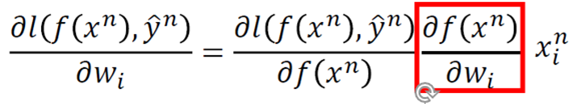 ∂l(f(xⁿ), ŷⁿ)/∂wᵢ = ∂l(f(xⁿ), ŷⁿ)/∂f(xⁿ) ∂f(xⁿ)/∂wᵢ xᵢⁿ